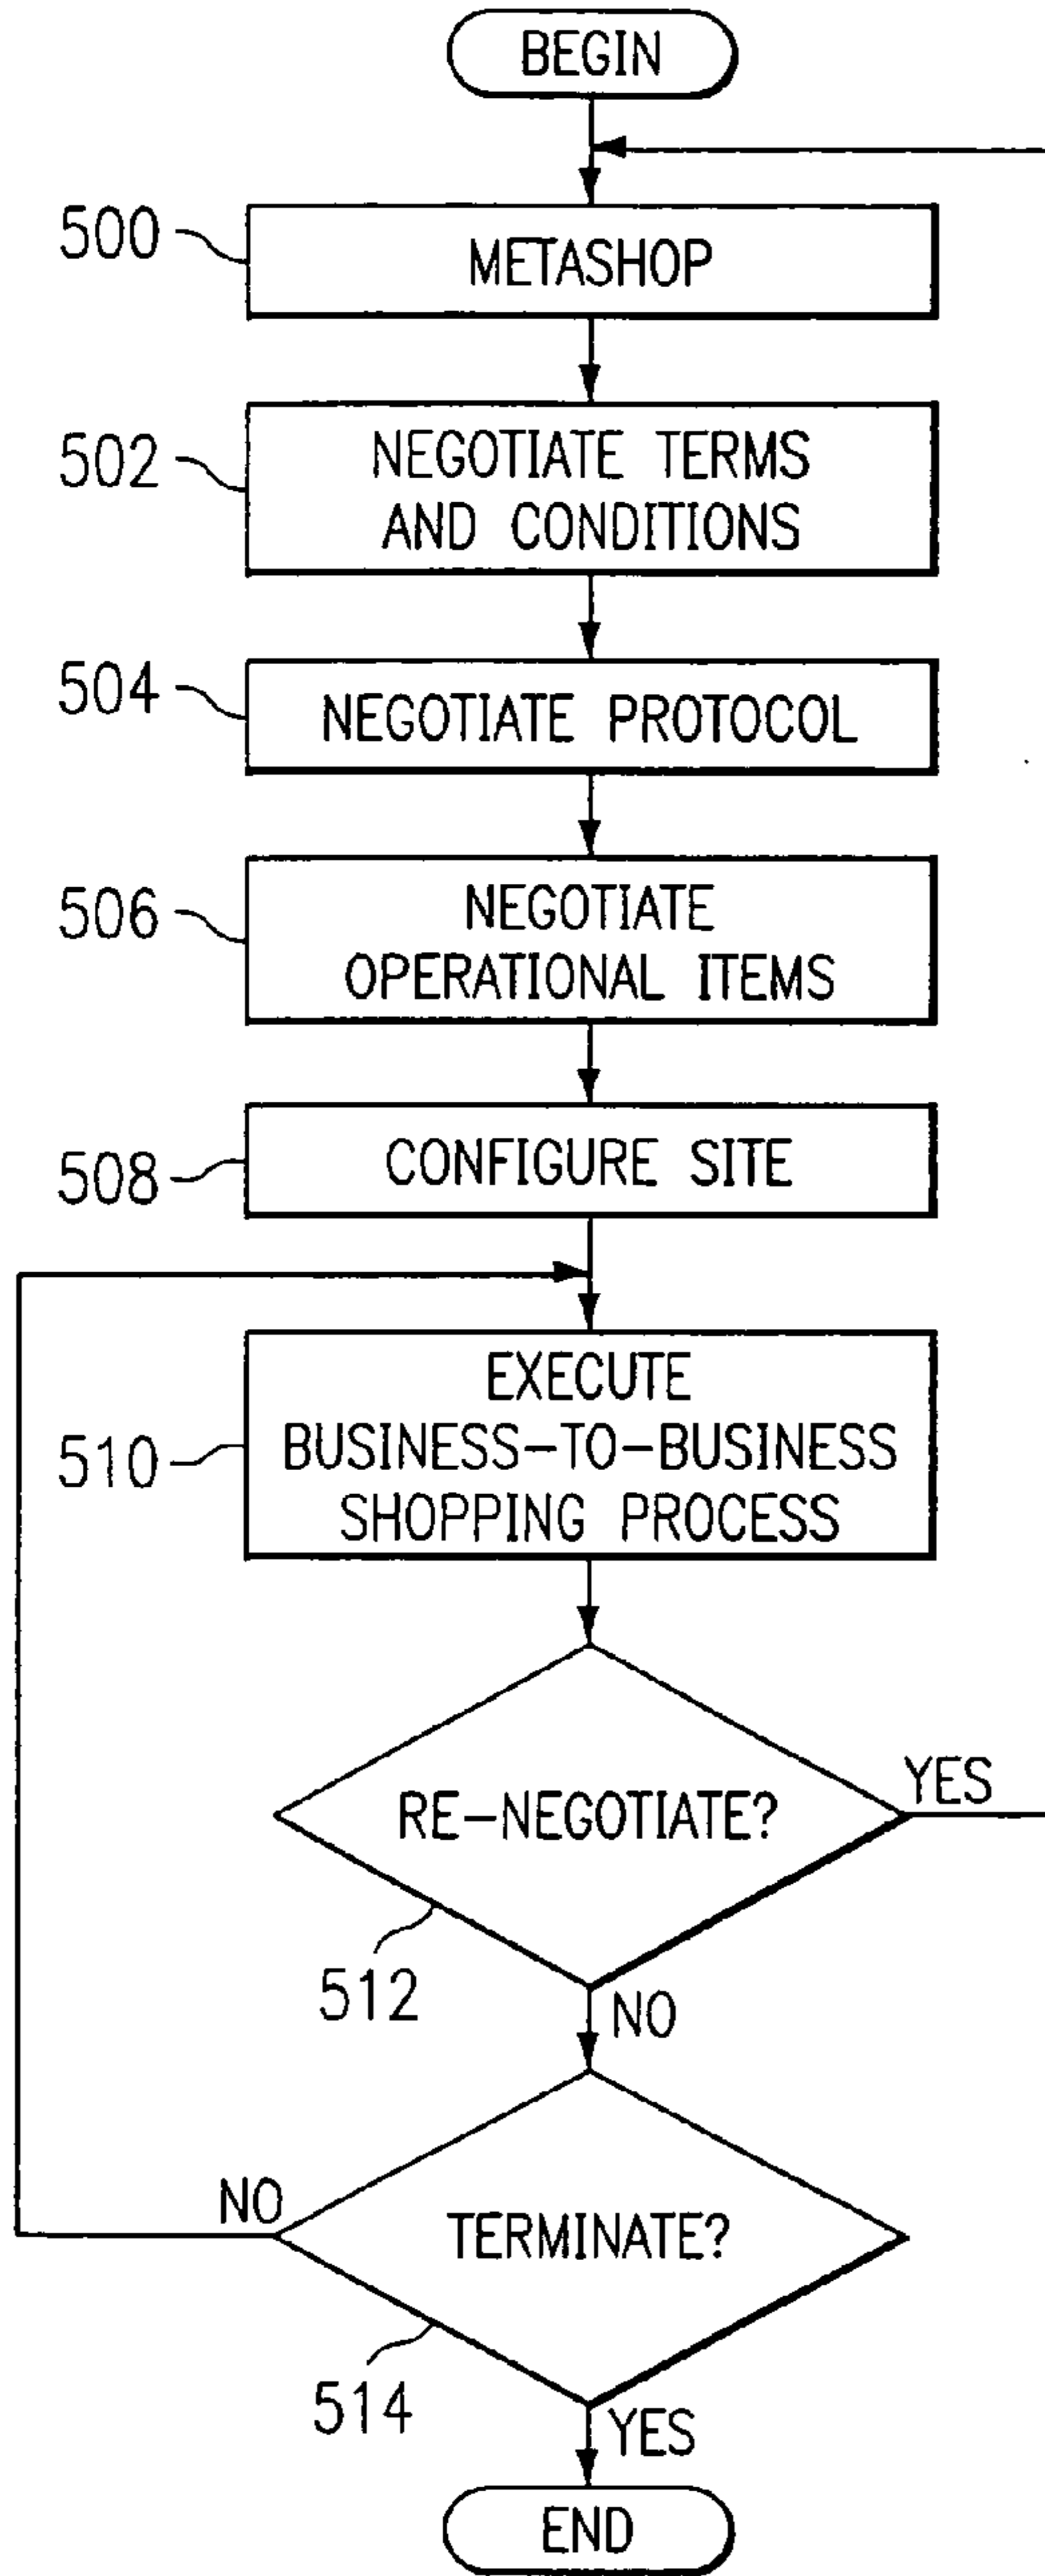 BEGIN
500
METASHOP
502
NEGOTIATE TERMS
AND CONDITIONS
504
NEGOTIATE PROTOCOL
506
NEGOTIATE
OPERATIONAL ITEMS
508
CONFIGURE SITE
510
EXECUTE
BUSINESS-TO-BUSINESS
SHOPPING PROCESS
RE-NEGOTIATE?
YES
512
NO
TERMINATE?
NO
514
YES
END